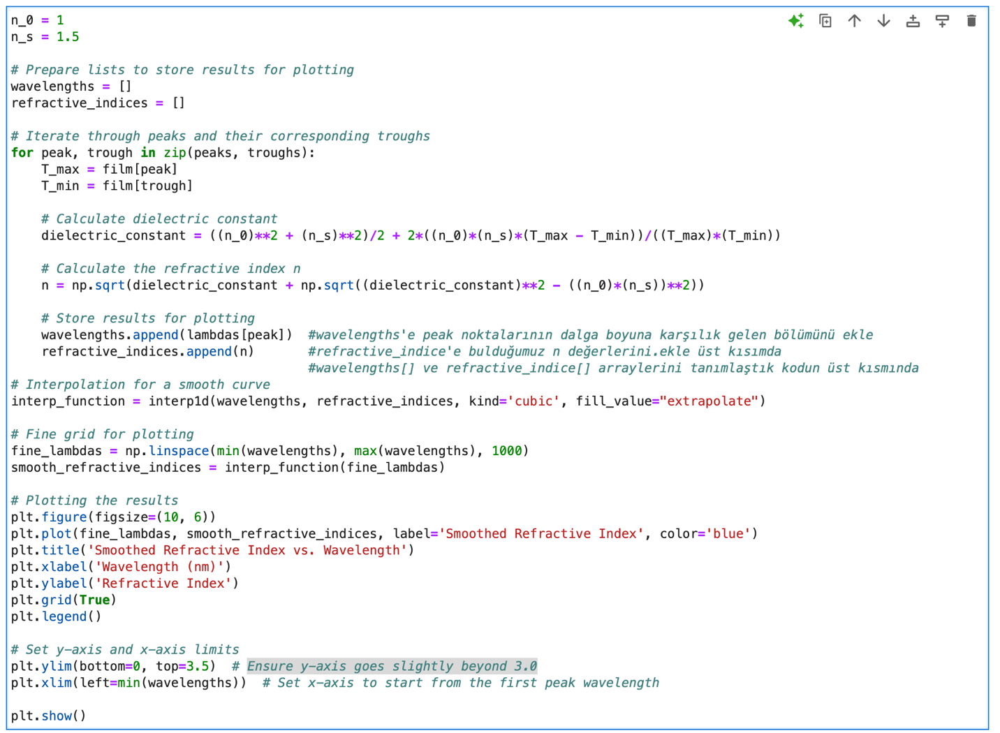 n_0 = 1
n_s = 1.5
# Prepare lists to store results for plotting
wavelengths = []
refractive_indices = []
# Iterate through peaks and their corresponding troughs
for peak, trough in zip(peaks, troughs):
    T_max = film[peak]
    T_min = film[trough]
    # Calculate dielectric constant
    dielectric_constant = ((n_0)**2 + (n_s)**2)/2 + 2*((n_0)*(n_s)*(T_max - T_min))/((T_max)*(T_min))
    # Calculate the refractive index n
    n = np.sqrt(dielectric_constant + np.sqrt((dielectric_constant)**2 - ((n_0)*(n_s))**2))
    # Store results for plotting
    wavelengths.append(lambdas[peak])  #wavelengths'e peak noktalarının dalga boyuna karşılık gelen bölümünü ekle
    refractive_indices.append(n)       #refractive_indice'e bulduğumuz n değerlerini.ekle üst kısımda
                                       #wavelengths[] ve refractive_indice[] arraylerini tanımlaştık kodun üst kısmında
# Interpolation for a smooth curve
interp_function = interp1d(wavelengths, refractive_indices, kind='cubic', fill_value="extrapolate")
# Fine grid for plotting
fine_lambdas = np.linspace(min(wavelengths), max(wavelengths), 1000)
smooth_refractive_indices = interp_function(fine_lambdas)
# Plotting the results
plt.figure(figsize=(10, 6))
plt.plot(fine_lambdas, smooth_refractive_indices, label='Smoothed Refractive Index', color='blue')
plt.title('Smoothed Refractive Index vs. Wavelength')
plt.xlabel('Wavelength (nm)')
plt.ylabel('Refractive Index')
plt.grid(True)
plt.legend()
# Set y-axis and x-axis limits
plt.ylim(bottom=0, top=3.5)  # Ensure y-axis goes slightly beyond 3.0
plt.xlim(left=min(wavelengths))  # Set x-axis to start from the first peak wavelength
plt.show()